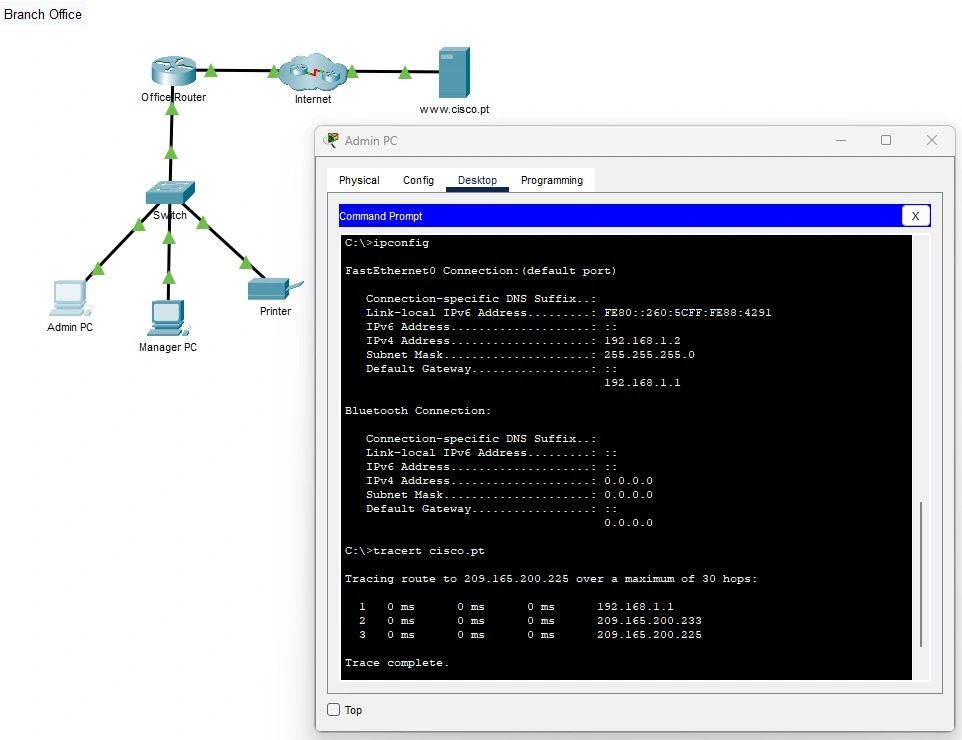 Branch Office
Office Router
Internet
www.cisco.pt
Switch
Admin PC
Manager PC
Printer
Admin PC
Physical Config Desktop Programming
Command Prompt
X
C:\>ipconfig
FastEthernet0 Connection:(default port)
Connection-specific DNS Suffix..:
Link-local IPv6 Address.........: FE80::260:5CFF:FE88:4291
IPv6 Address....................: ::
IPv4 Address....................: 192.168.1.2
Subnet Mask.....................: 255.255.255.0
Default Gateway.................: ::
192.168.1.1
Bluetooth Connection:
Connection-specific DNS Suffix..:
Link-local IPv6 Address.........: ::
IPv6 Address....................: ::
IPv4 Address....................: 0.0.0.0
Subnet Mask.....................: 0.0.0.0
Default Gateway.................: ::
0.0.0.0
C:\>tracert cisco.pt
Tracing route to 209.165.200.225 over a maximum of 30 hops:
1 0 ms 0 ms 0 ms 192.168.1.1
2 0 ms 0 ms 0 ms 209.165.200.233
3 0 ms 0 ms 0 ms 209.165.200.225
Trace complete.
Top